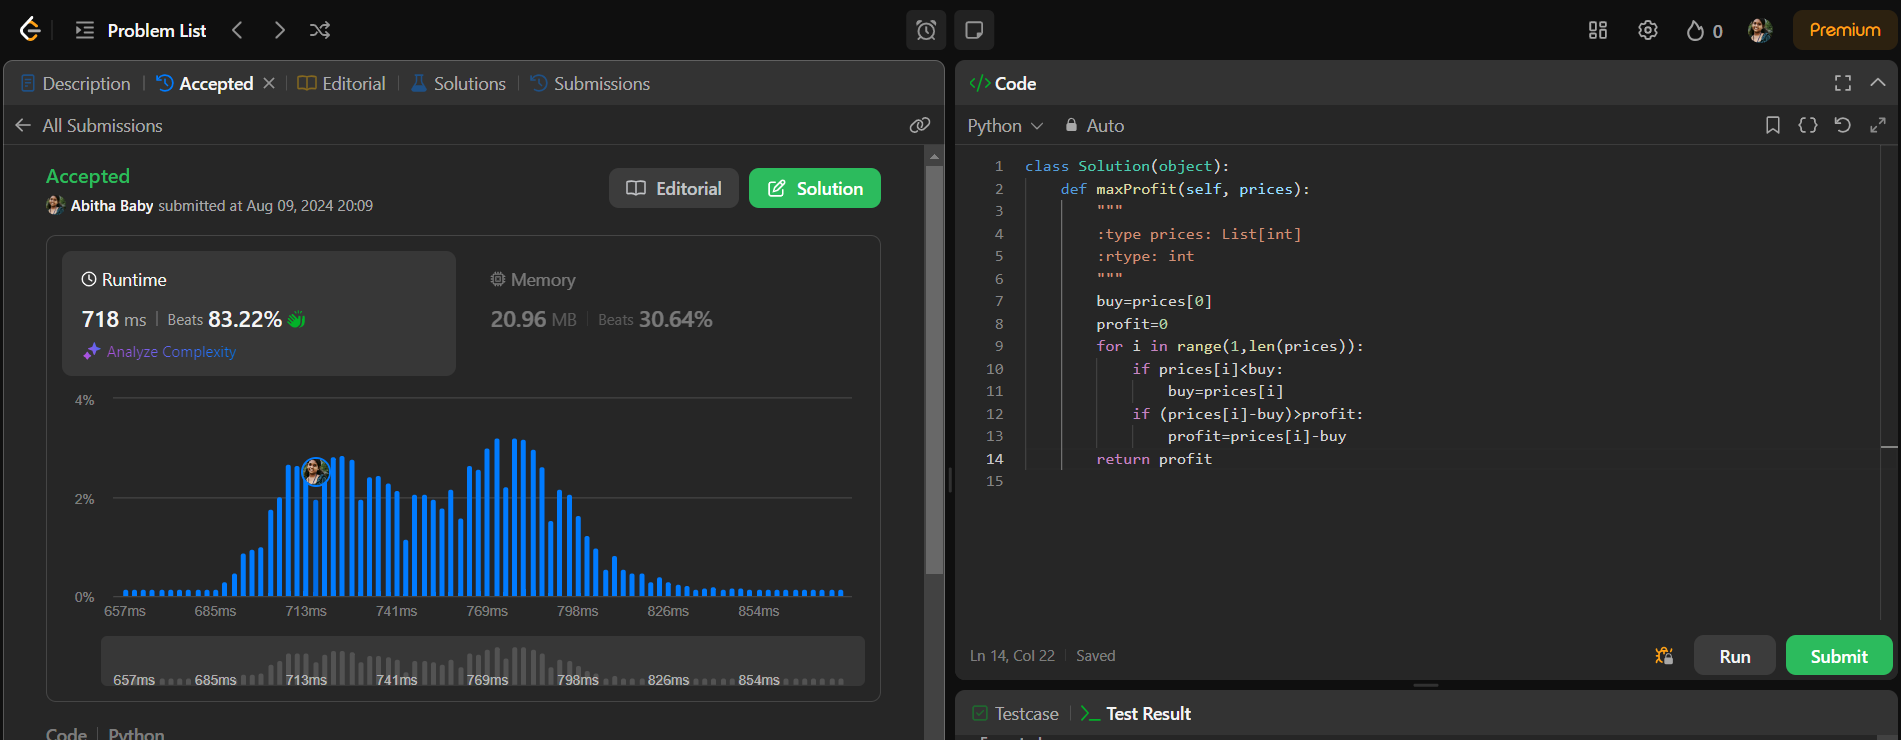 Problem List
0
Premium
Description
Accepted
Editorial
Solutions
Submissions
All Submissions
Accepted
Abitha Baby submitted at Aug 09, 2024 20:09
Editorial
Solution
Runtime
718 ms
Beats 83.22%
Analyze Complexity
Memory
20.96 MB
Beats 30.64%
4%
2%
0%
657ms 685ms 713ms 741ms 769ms 798ms 826ms 854ms
657ms 685ms 713ms 741ms 769ms 798ms 826ms 854ms
Code
Python
</> Code
Python
Auto
1 class Solution(object):
2 def maxProfit(self, prices):
3 """
4 :type prices: List[int]
5 :rtype: int
6 """
7 buy=prices[0]
8 profit=0
9 for i in range(1,len(prices)):
10 if prices[i]<buy:
11 buy=prices[i]
12 if (prices[i]-buy)>profit:
13 profit=prices[i]-buy
14 return profit
15
Ln 14, Col 22
Saved
Run
Submit
Testcase
Test Result